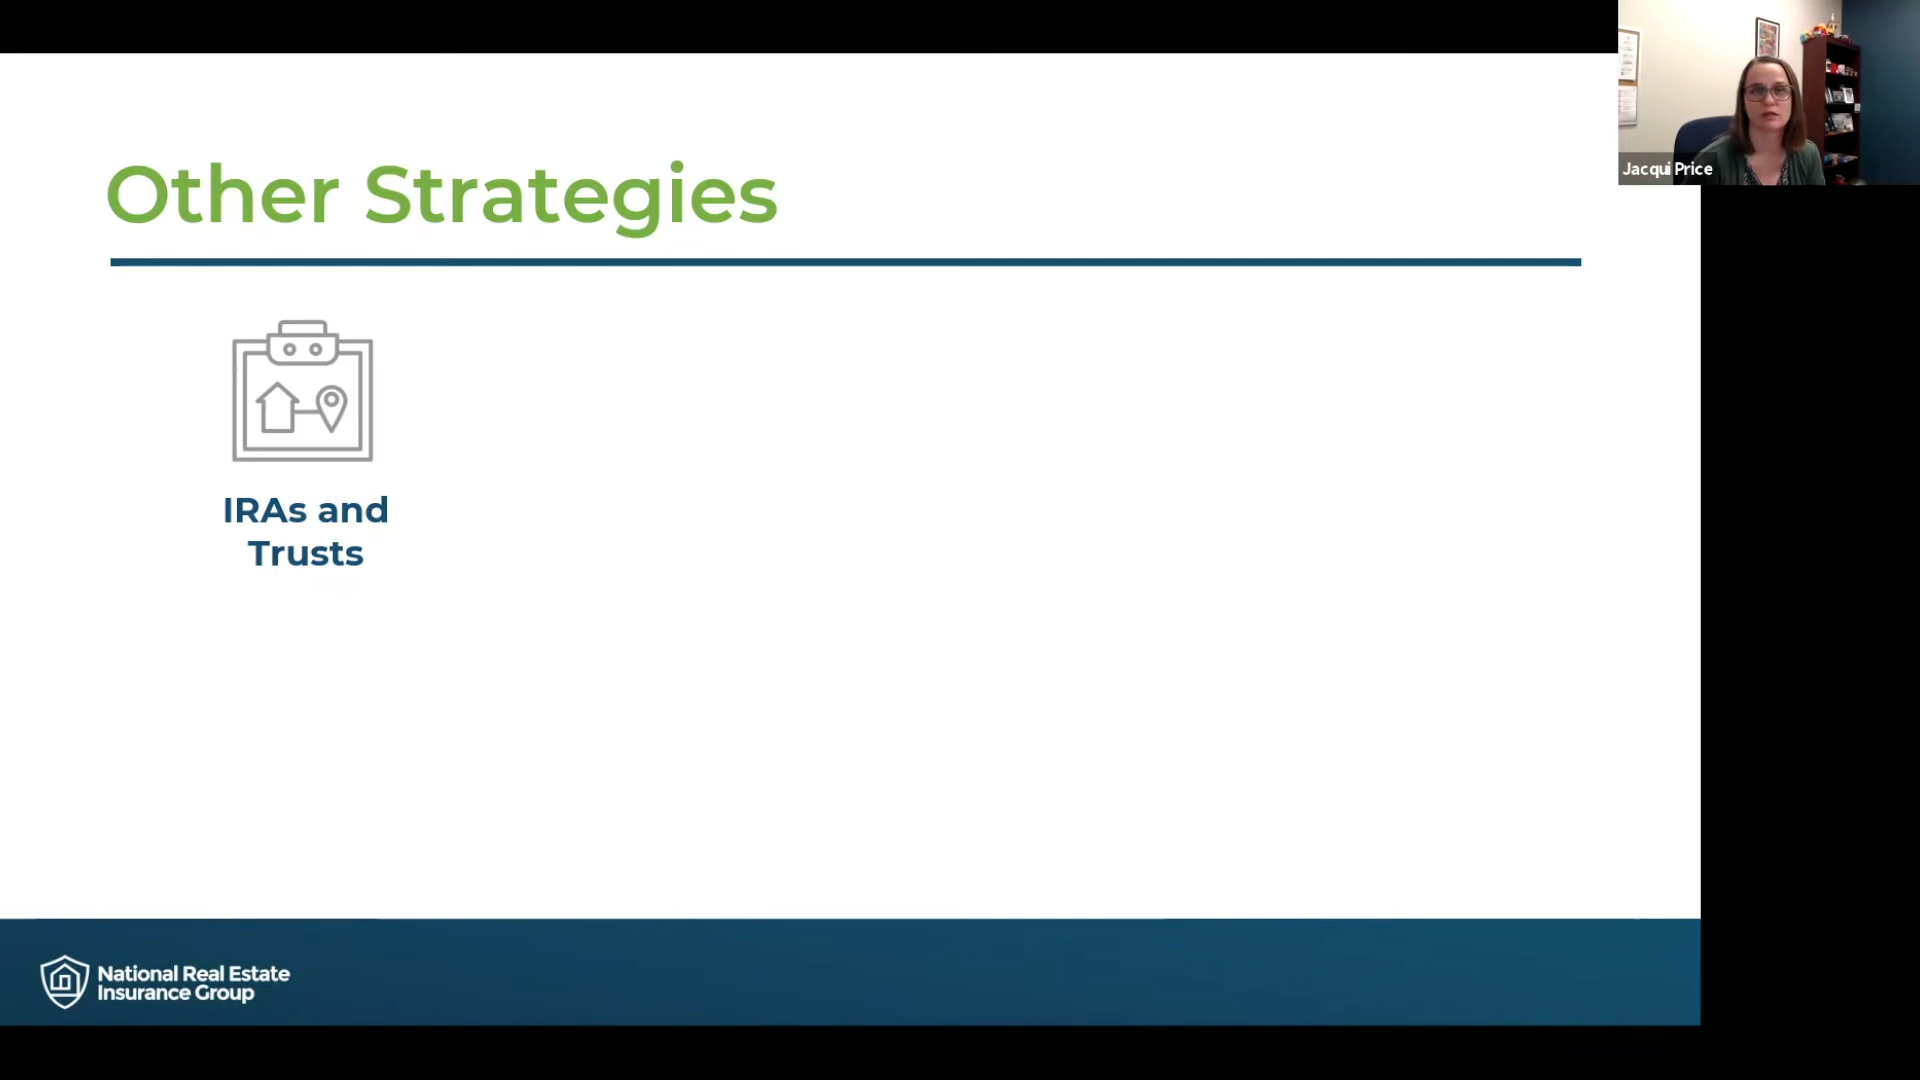 Other Strategies
Jacqui Price
IRAs and
Trusts
National Real Estate
Insurance Group